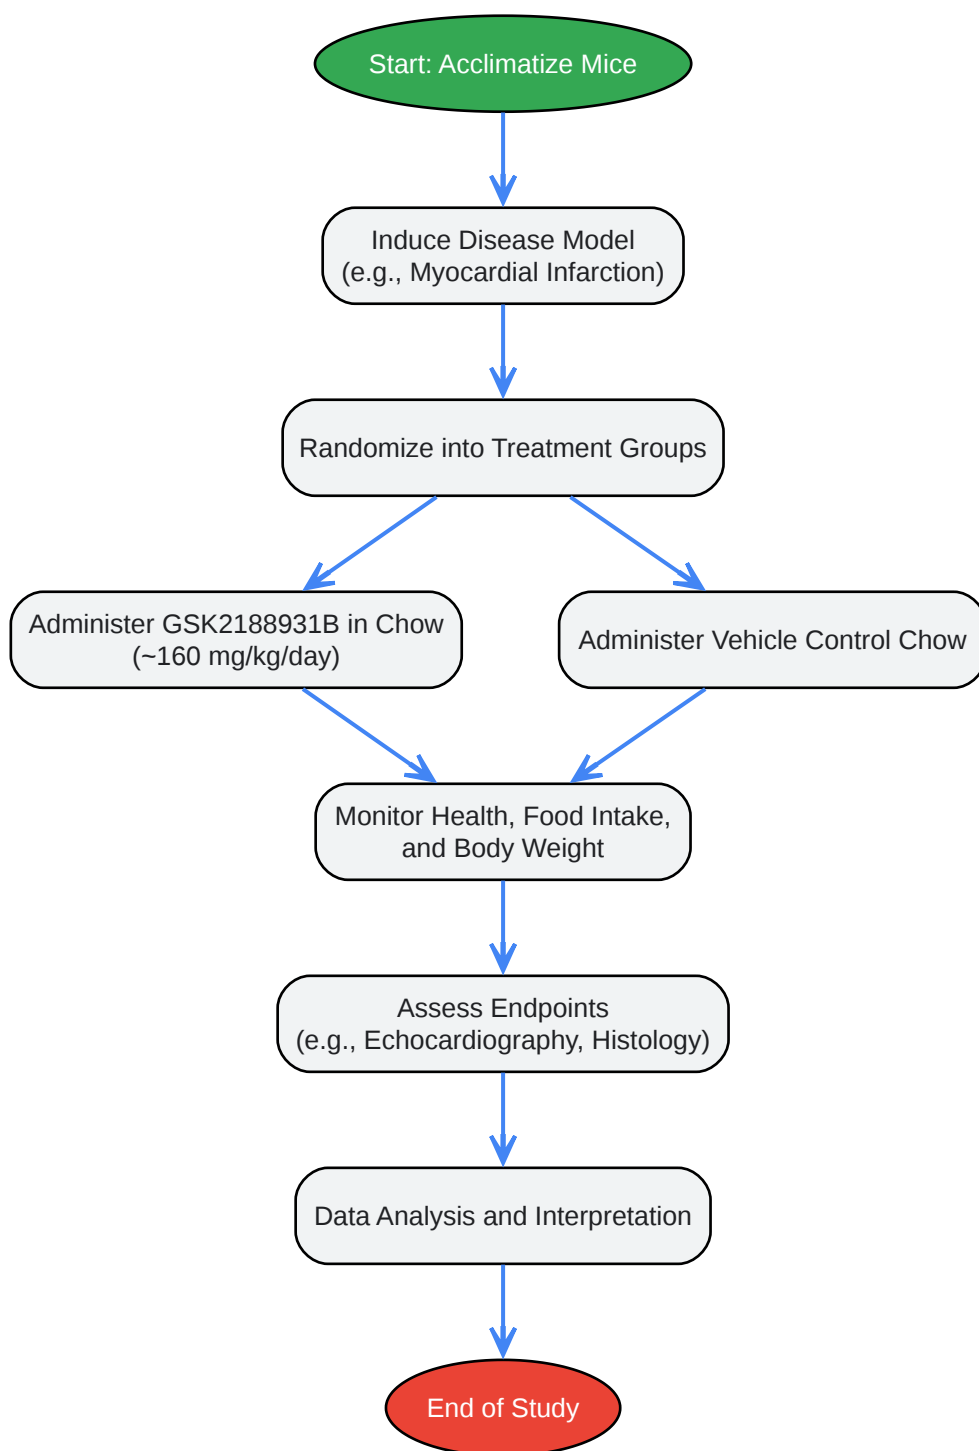 Start: Acclimatize Mice
Induce Disease Model
(e.g., Myocardial Infarction)
Randomize into Treatment Groups
Administer GSK2188931B in Chow
(~160 mg/kg/day)
Administer Vehicle Control Chow
Monitor Health, Food Intake,
and Body Weight
Assess Endpoints
(e.g., Echocardiography, Histology)
Data Analysis and Interpretation
End of Study